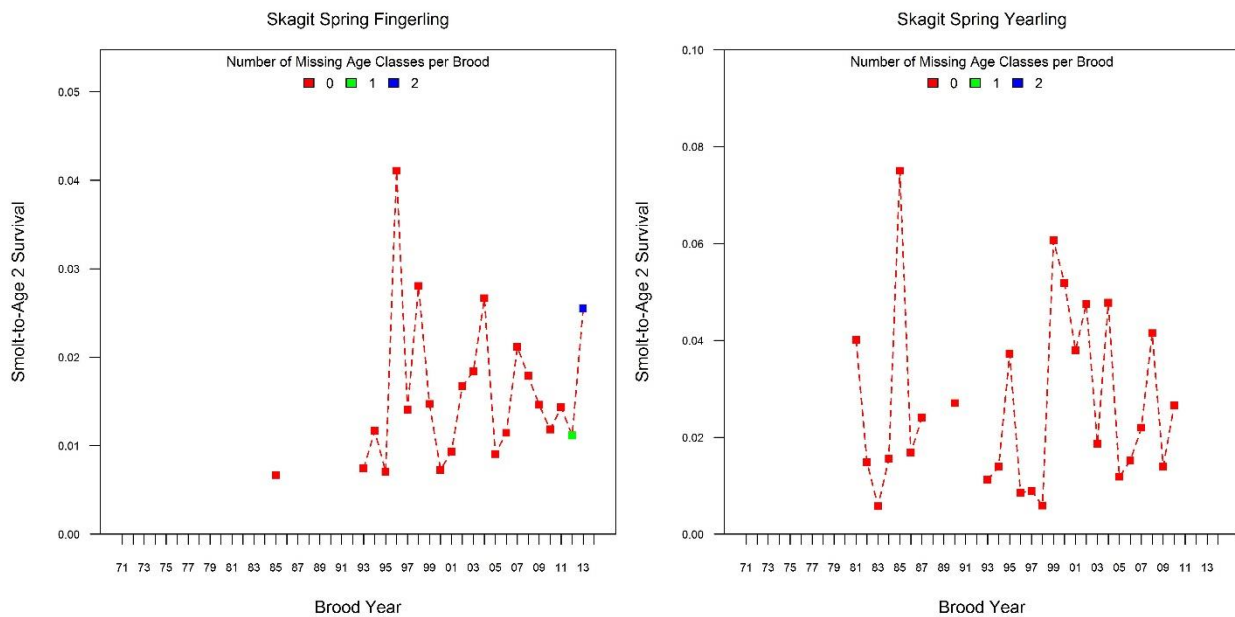 Skagit Spring Fingerling
Number of Missing Age Classes per Brood
0 1 2
Smolt-to-Age 2 Survival
0.05
0.04
0.03
0.02
0.01
0.00
71 73 75 77 79 81 83 85 87 89 91 93 95 97 99 01 03 05 07 09 11 13
Brood Year
Skagit Spring Yearling
Number of Missing Age Classes per Brood
0 1 2
Smolt-to-Age 2 Survival
0.10
0.08
0.06
0.04
0.02
0.00
71 73 75 77 79 81 83 85 87 89 91 93 95 97 99 01 03 05 07 09 11 13
Brood Year